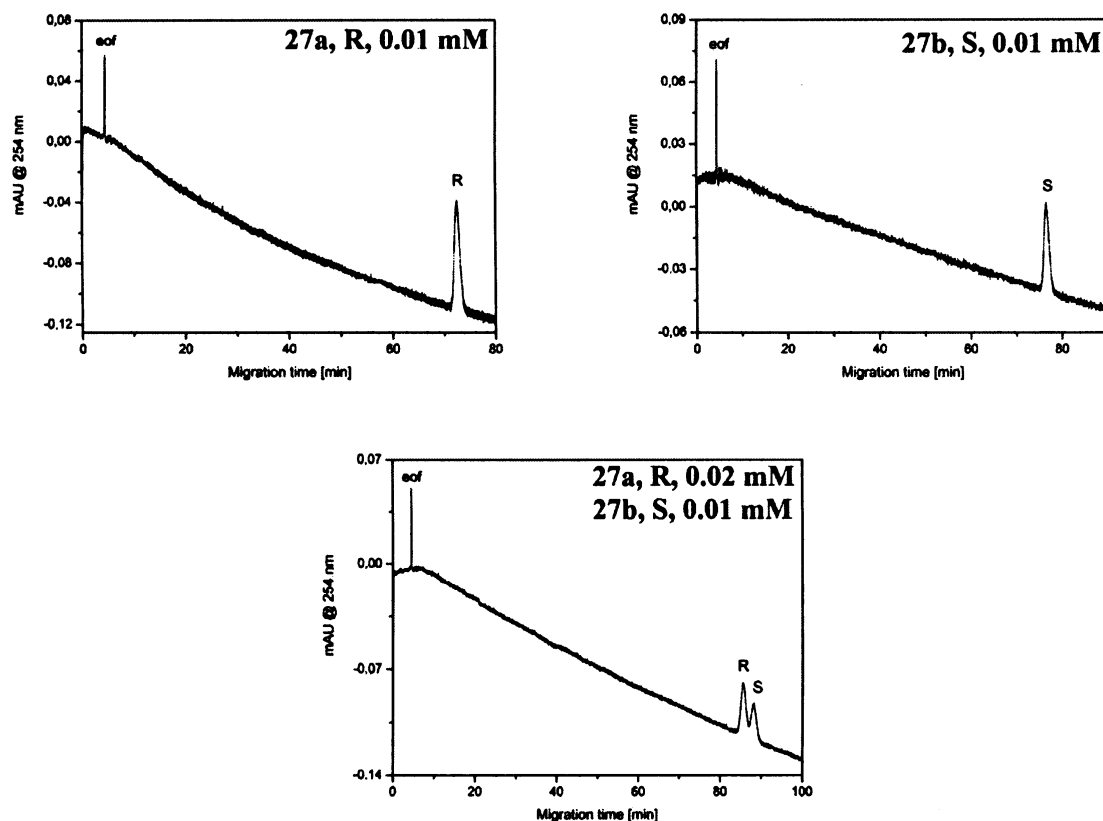 27a, R, 0.01 mM
eof
R
0,08
0,04
0,00
-0,04
-0,08
-0,12
mAU @ 254 nm
0 20 40 60 80
Migration time [min]
27b, S, 0.01 mM
eof
S
0,09
0,06
0,03
0,00
-0,03
-0,06
mAU @ 254 nm
0 20 40 60 80
Migration time [min]
27a, R, 0.02 mM
27b, S, 0.01 mM
eof
R
S
0,07
0,00
-0,07
-0,14
mAU @ 254 nm
0 20 40 60 80 100
Migration time [min]